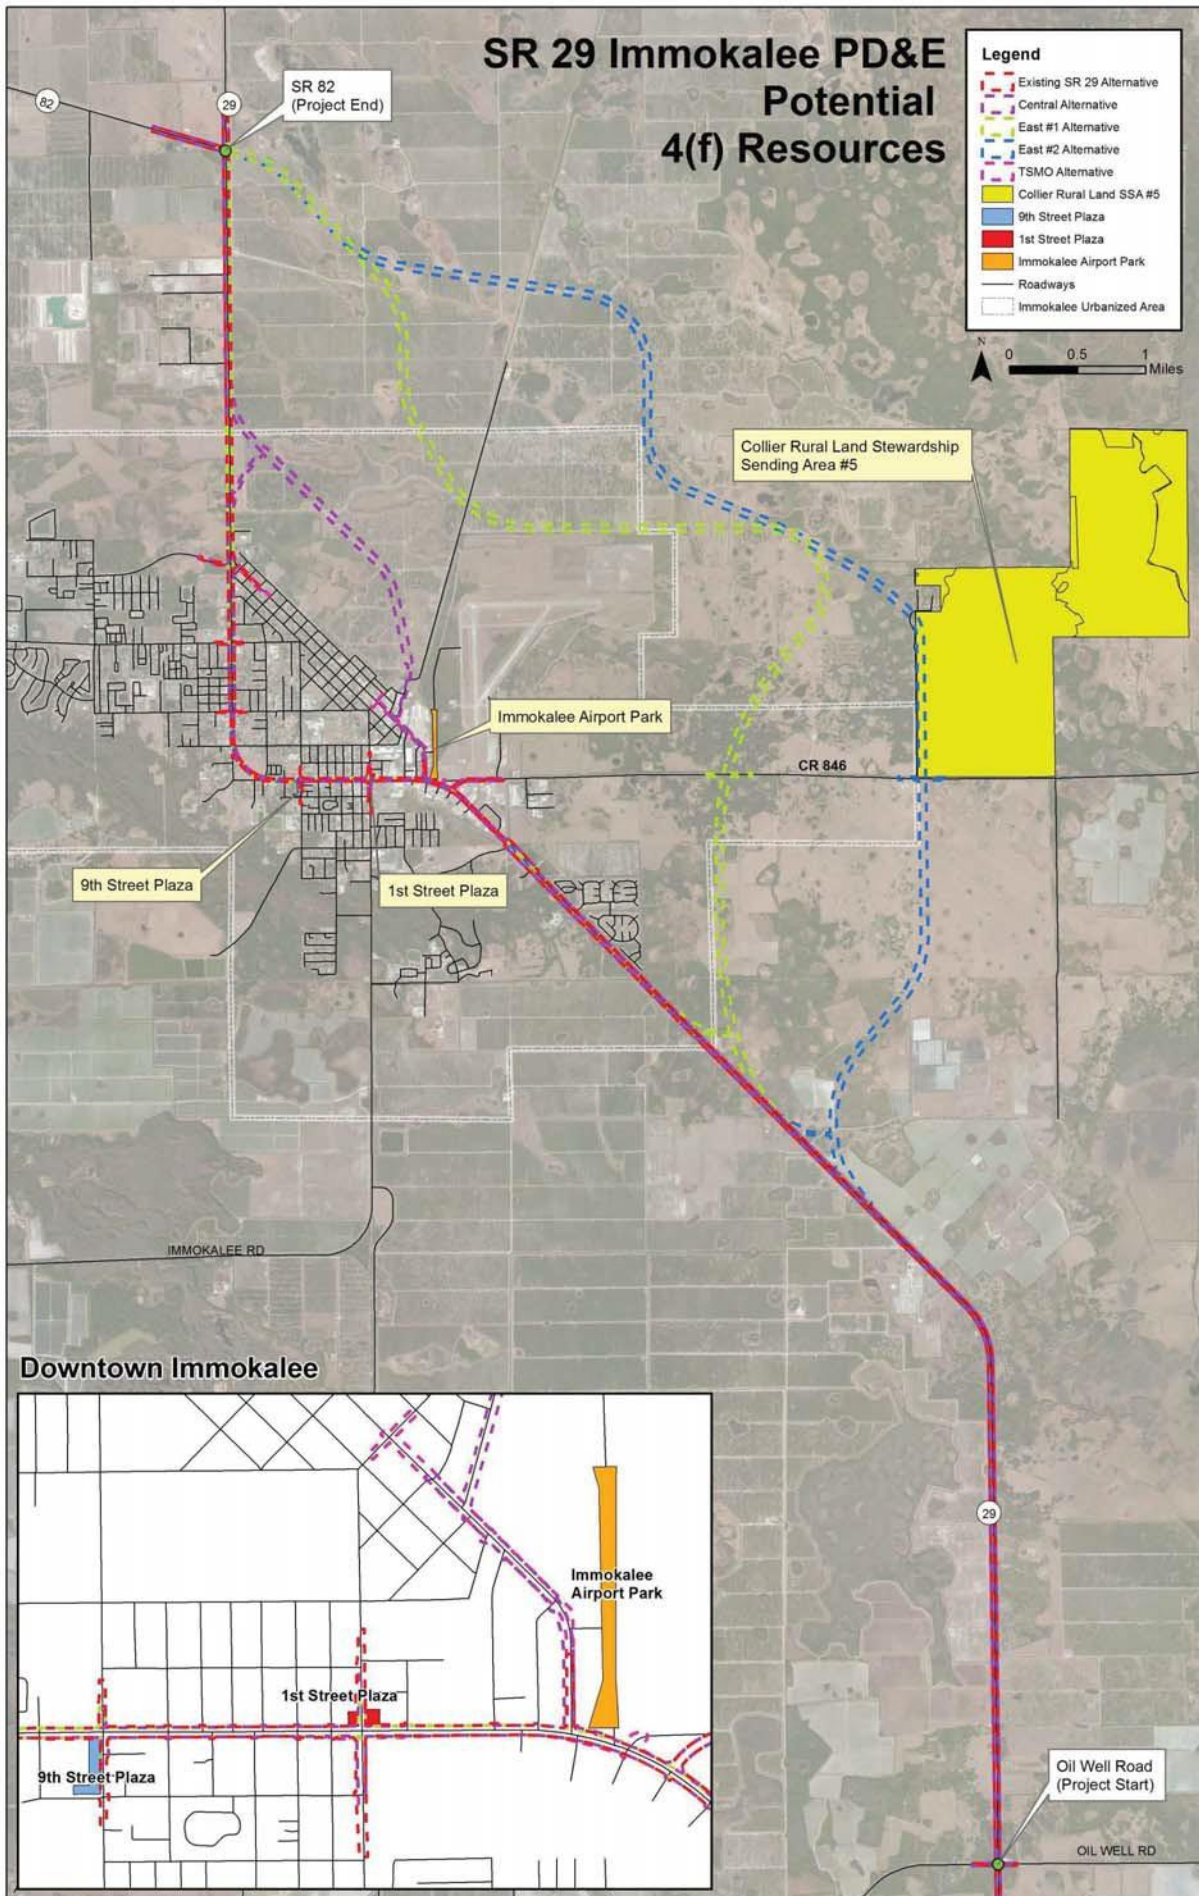 SR 29 Immokalee PD&E
Potential
4(f) Resources
Legend
Existing SR 29 Alternative
Central Alternative
East #1 Alternative
East #2 Alternative
TSMO Alternative
Collier Rural Land SSA #5
9th Street Plaza
1st Street Plaza
Immokalee Airport Park
Roadways
Immokalee Urbanized Area
N
0 0.5 1
Miles
82
29
SR 82
(Project End)
Collier Rural Land Stewardship
Sending Area #5
Immokalee Airport Park
CR 846
9th Street Plaza
1st Street Plaza
IMMOKALEE RD
Downtown Immokalee
Immokalee
Airport Park
1st Street Plaza
9th Street Plaza
29
Oil Well Road
(Project Start)
OIL WELL RD